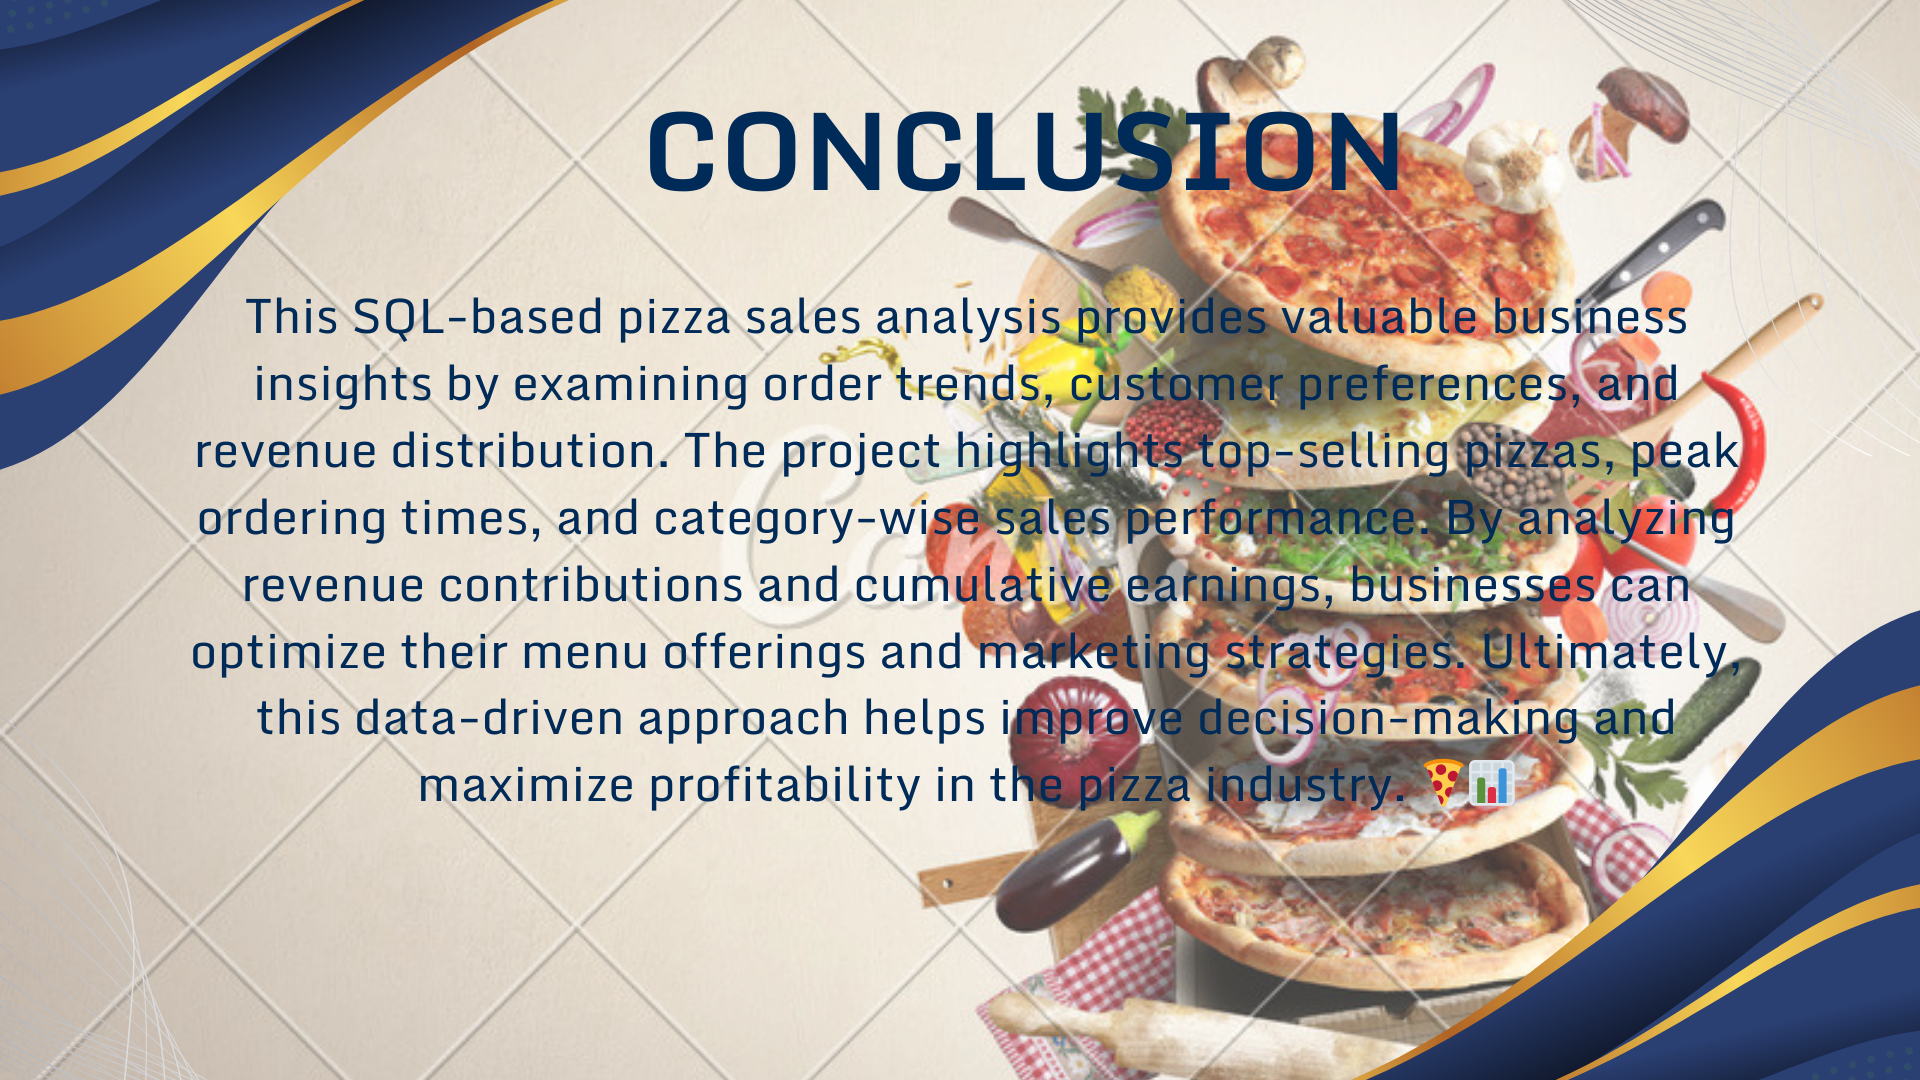 CONCLUSION
This SQL-based pizza sales analysis provides valuable business
insights by examining order trends, customer preferences, and
revenue distribution. The project highlights top-selling pizzas, peak
ordering times, and category-wise sales performance. By analyzing
revenue contributions and cumulative earnings, businesses can
optimize their menu offerings and marketing strategies. Ultimately,
this data-driven approach helps improve decision-making and
maximize profitability in the pizza industry. 🍕📊
Canva